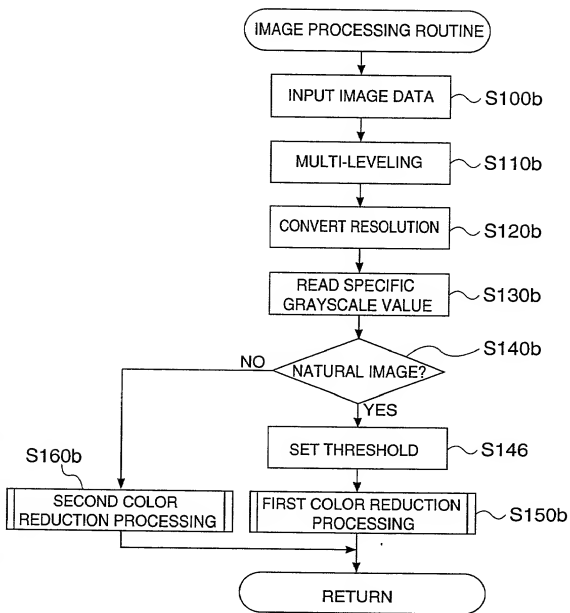 IMAGE PROCESSING ROUTINE
INPUT IMAGE DATA
S100b
MULTI-LEVELING
S110b
CONVERT RESOLUTION
S120b
READ SPECIFIC
GRAYSCALE VALUE
S130b
S140b
NO
NATURAL IMAGE?
YES
SET THRESHOLD
S146
S160b
SECOND COLOR
REDUCTION PROCESSING
FIRST COLOR REDUCTION
PROCESSING
S150b
RETURN